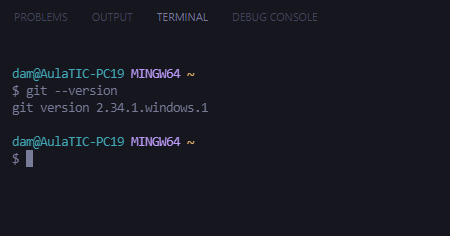 PROBLEMS OUTPUT TERMINAL DEBUG CONSOLE
dam@AulaTIC-PC19 MINGW64 ~
$ git --version
git version 2.34.1.windows.1
dam@AulaTIC-PC19 MINGW64 ~
$